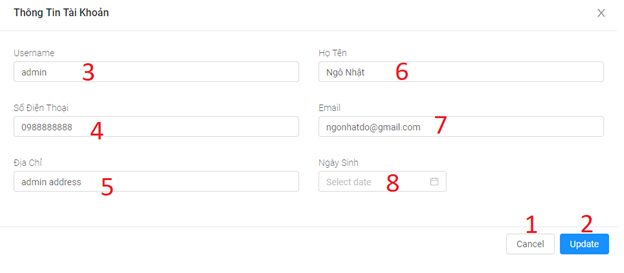 Thông Tin Tài Khoản
Username
Họ Tên
admin 3
Ngô Nhật 6
Số Điện Thoại
Email
0988888888 4
ngonhatdo@gmail.com 7
Địa Chỉ
Ngày Sinh
admin address 5
Select date 8
1 2
Cancel Update